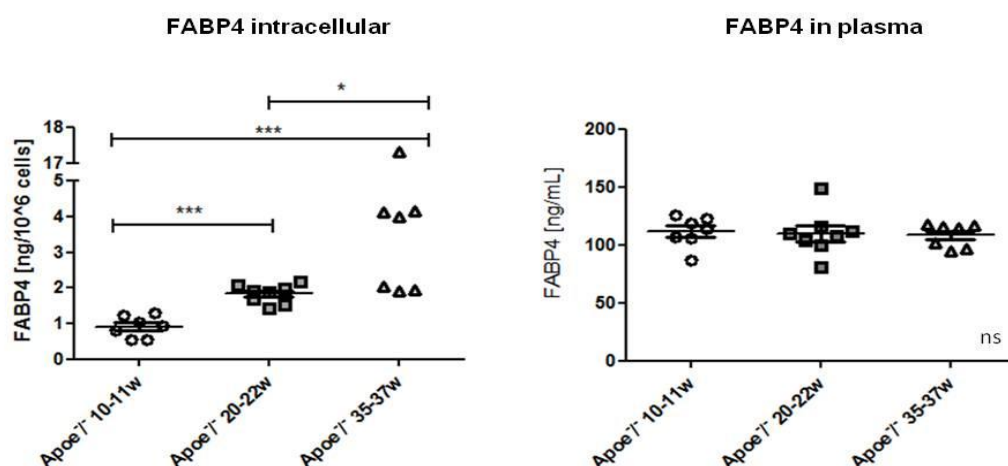 FABP4 intracellular
FABP4 [ng/10^6 cells]
18
17
5
4
3
2
1
0
*
***
***
Apoe⁻/⁻ 10-11w
Apoe⁻/⁻ 20-22w
Apoe⁻/⁻ 35-37w
FABP4 in plasma
FABP4 [ng/mL]
200
150
100
50
0
ns
Apoe⁻/⁻ 10-11w
Apoe⁻/⁻ 20-22w
Apoe⁻/⁻ 35-37w